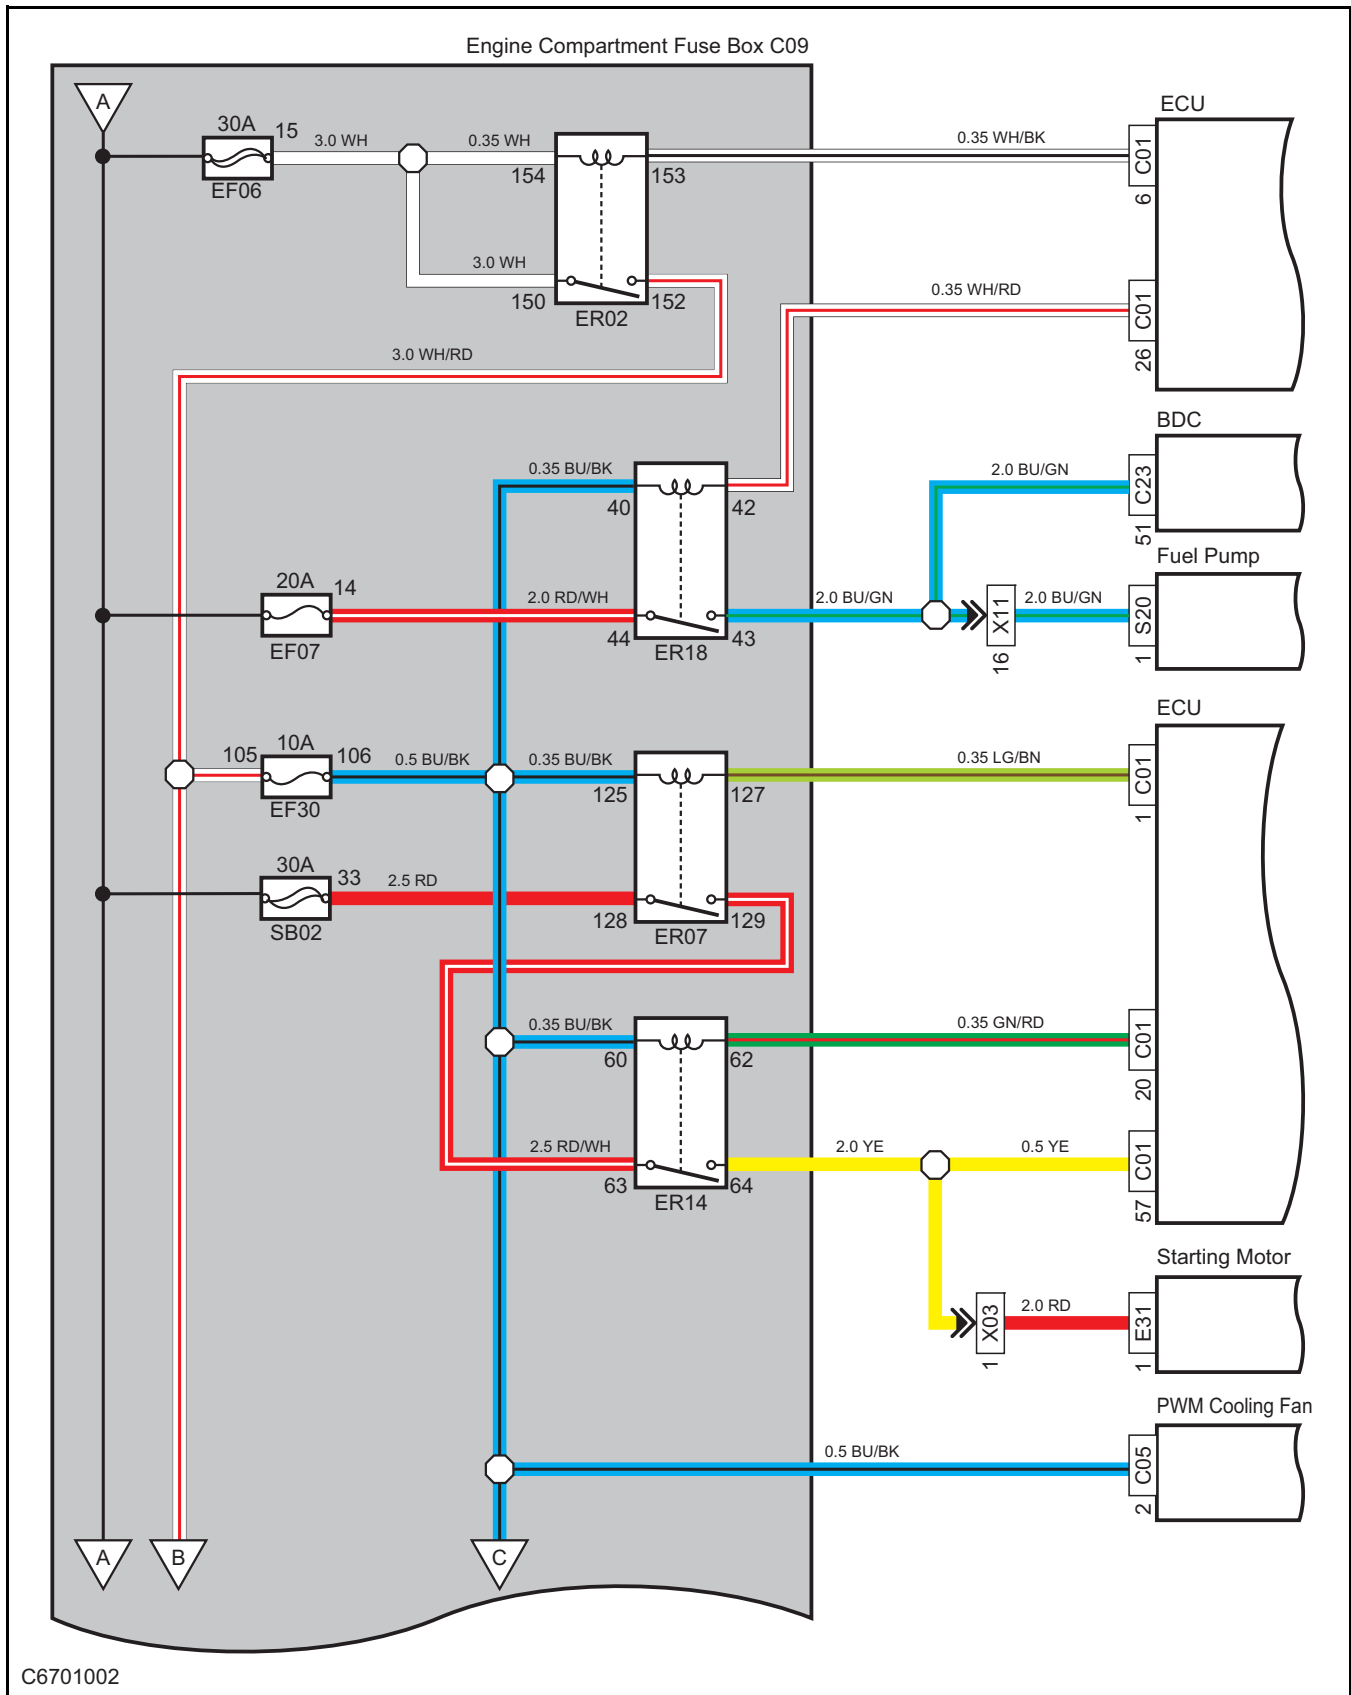 Engine Compartment Fuse Box C09
A
30A
15
EF06
3.0 WH
0.35 WH
154
153
3.0 WH
150
152
ER02
3.0 WH/RD
0.35 WH/BK
ECU
C01
6
0.35 WH/RD
C01
26
0.35 BU/BK
40
42
20A
14
EF07
2.0 RD/WH
44
43
ER18
2.0 BU/GN
2.0 BU/GN
BDC
C23
51
X11
16
2.0 BU/GN
Fuel Pump
S20
1
105
10A
106
EF30
0.5 BU/BK
0.35 BU/BK
125
127
0.35 LG/BN
ECU
C01
1
30A
33
SB02
2.5 RD
128
129
ER07
0.35 BU/BK
60
62
0.35 GN/RD
C01
20
2.5 RD/WH
63
64
ER14
2.0 YE
0.5 YE
C01
57
Starting Motor
X03
1
2.0 RD
E31
1
PWM Cooling Fan
0.5 BU/BK
C05
2
A
B
C
C6701002